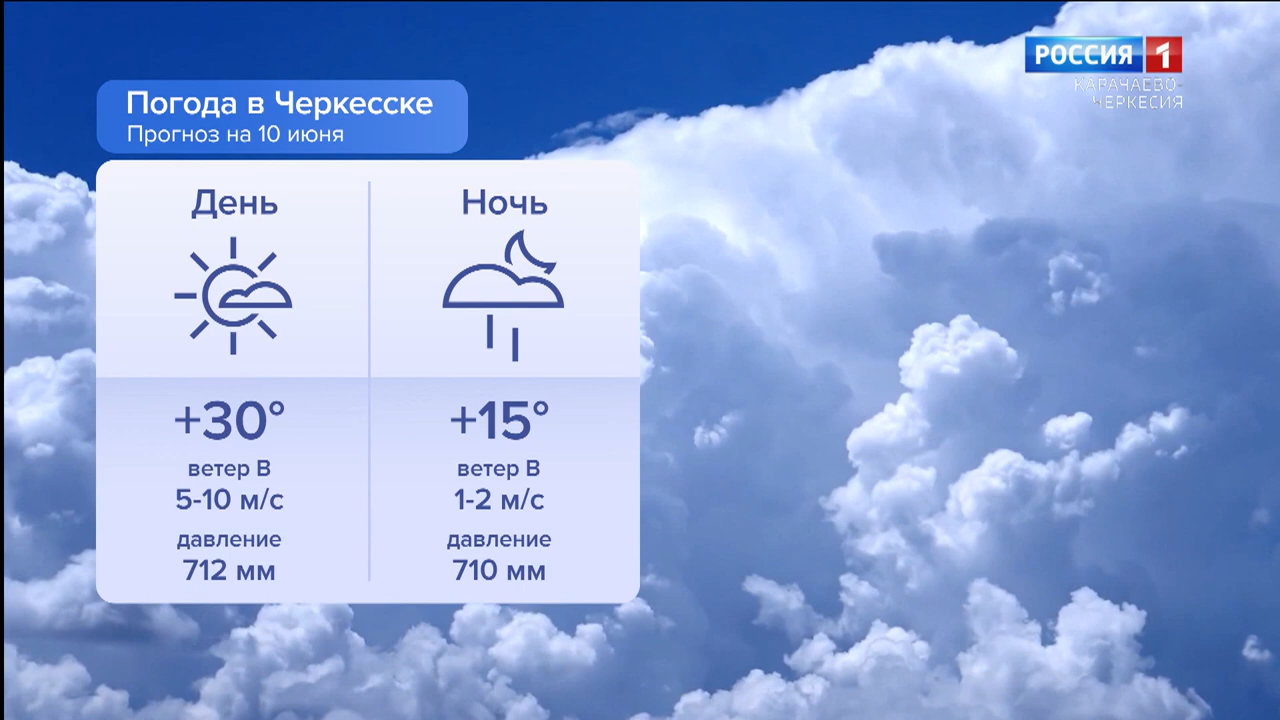 РОССИЯ 1
КАРАЧАЕВО-
ЧЕРКЕСИЯ
Погода в Черкесске
Прогноз на 10 июня
День
Ночь
+30°
+15°
ветер В
5-10 м/с
ветер В
1-2 м/с
давление
712 мм
давление
710 мм